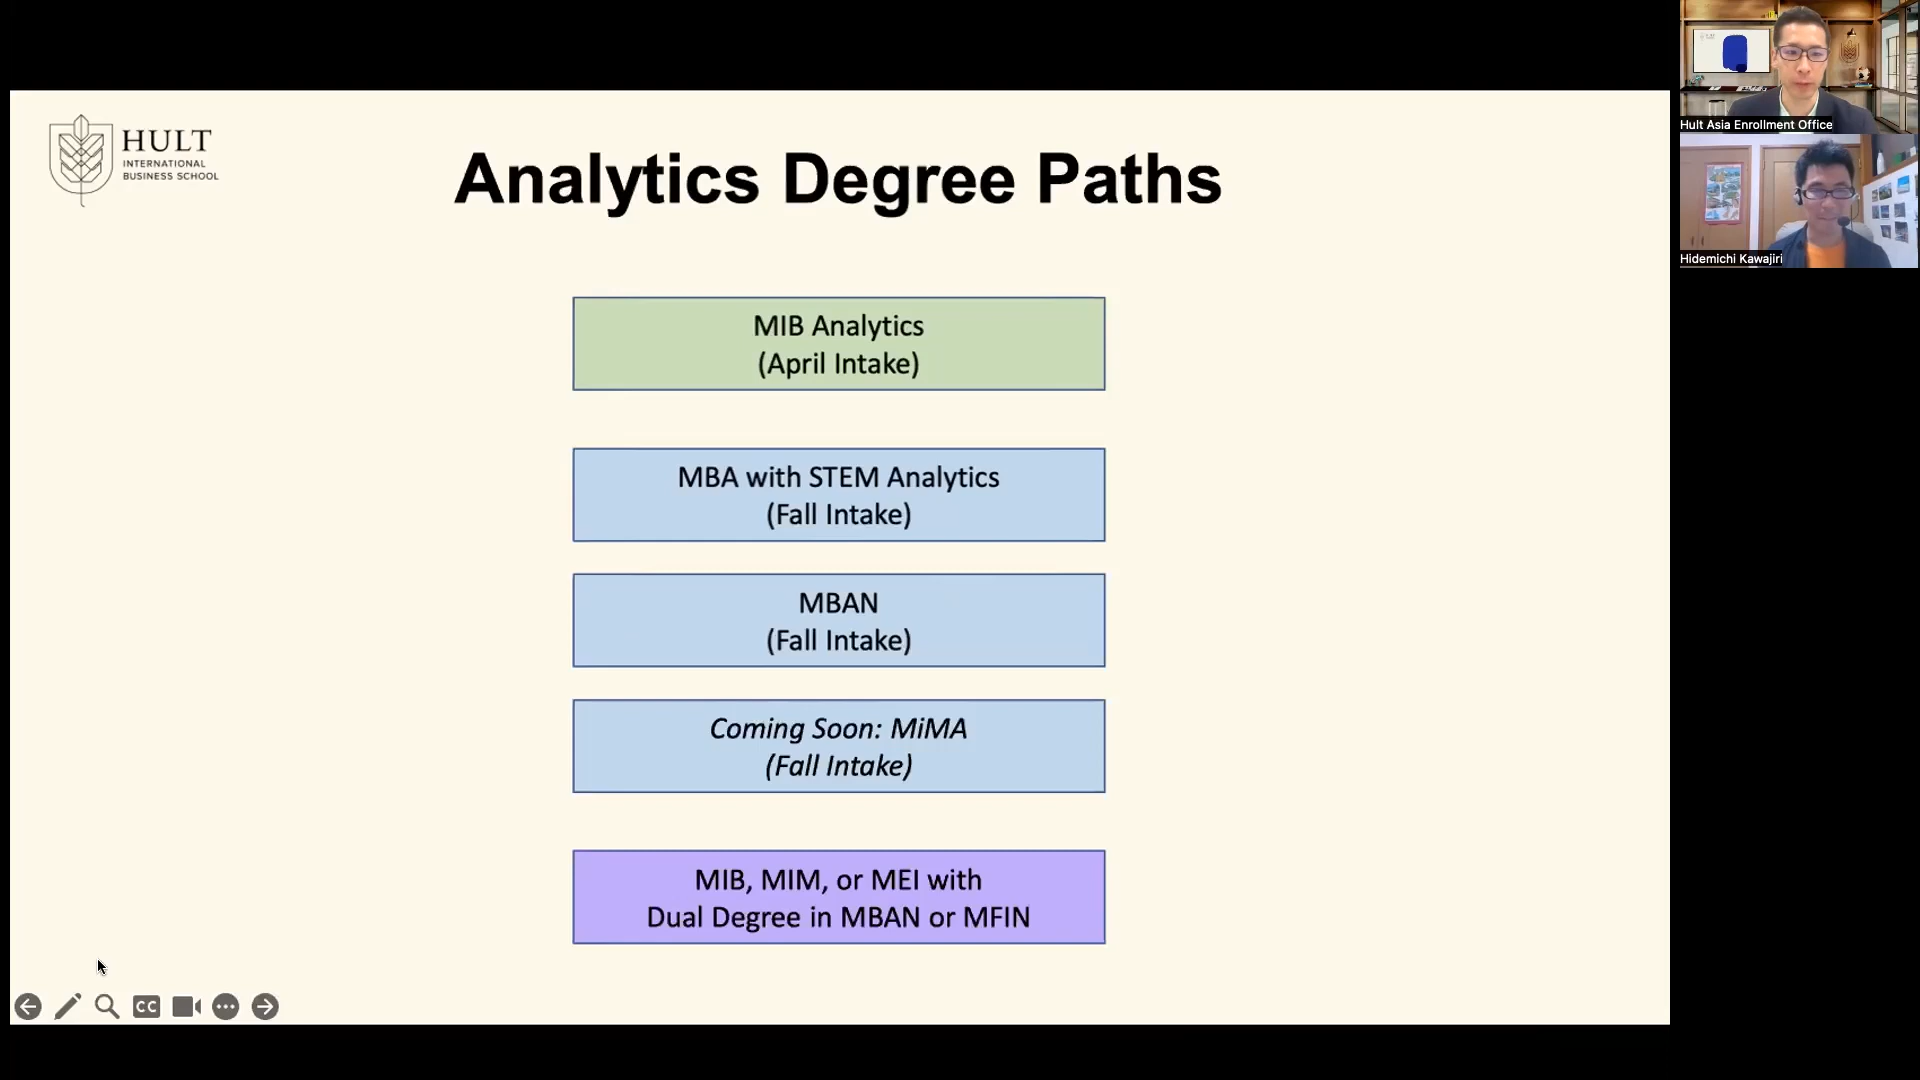 HULT
INTERNATIONAL
BUSINESS SCHOOL
Analytics Degree Paths
MIB Analytics
(April Intake)
MBA with STEM Analytics
(Fall Intake)
MBAN
(Fall Intake)
Coming Soon: MiMA
(Fall Intake)
MIB, MIM, or MEI with
Dual Degree in MBAN or MFIN
CC
Hult Asia Enrollment Office
Hidemichi Kawajiri